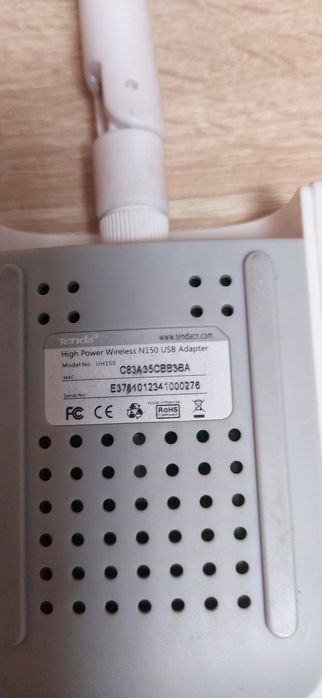 Tenda® www.tendacn.com
High Power Wireless N150 USB Adapter
Model No: UH150
MAC: C83A35CBB3BA
Serial No: E3761012341000276
FC CE RoHS